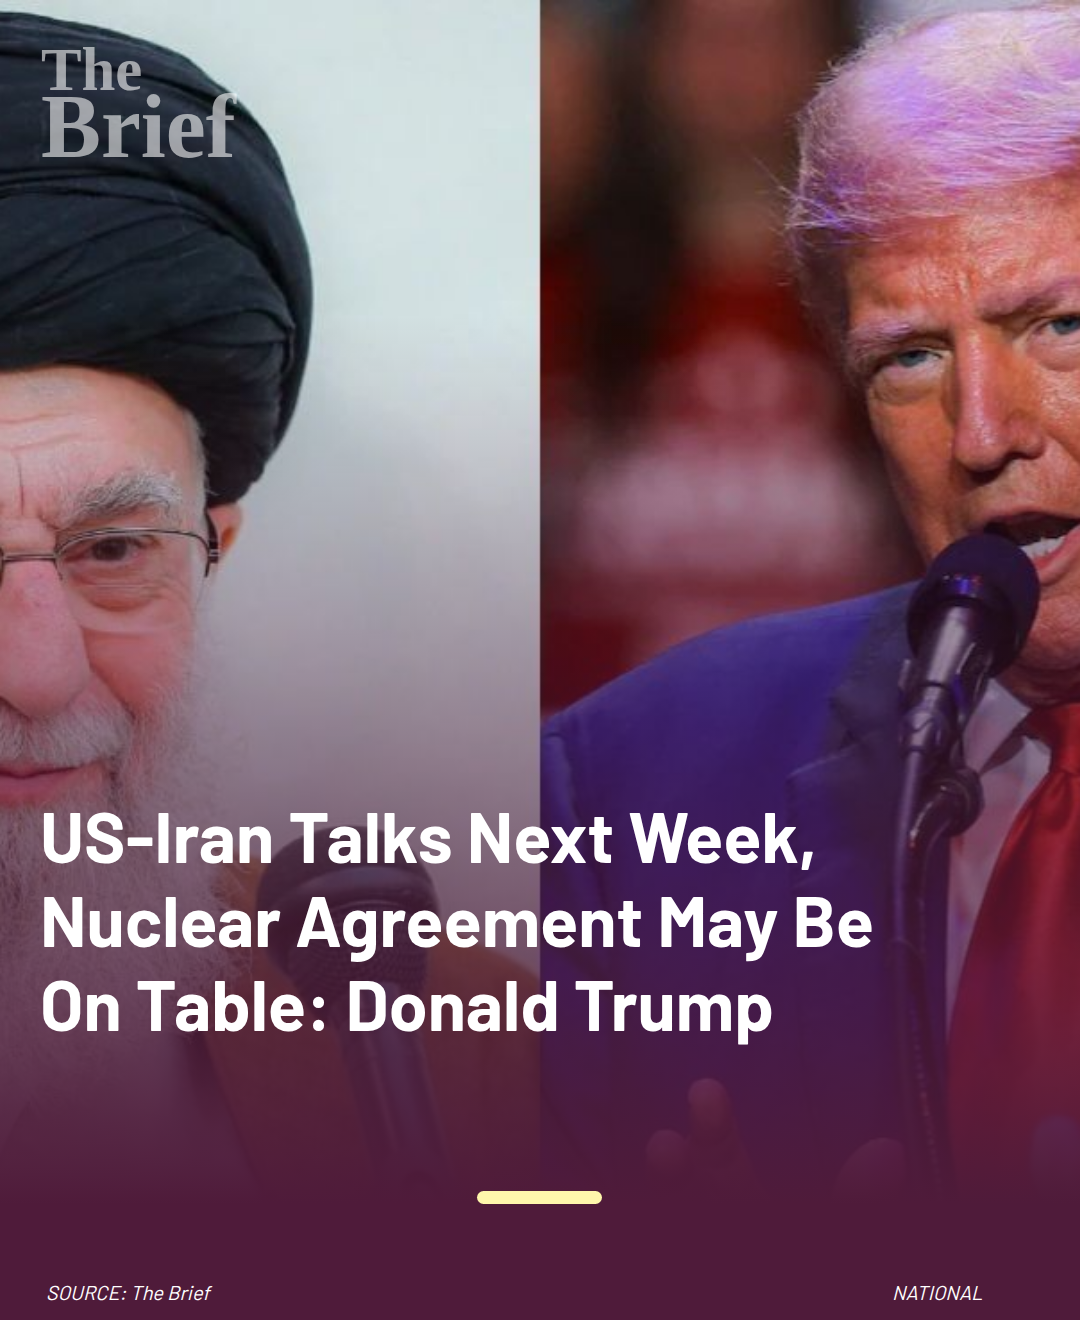 The
Brief
US-Iran Talks Next Week,
Nuclear Agreement May Be
On Table: Donald Trump
SOURCE: The Brief
NATIONAL